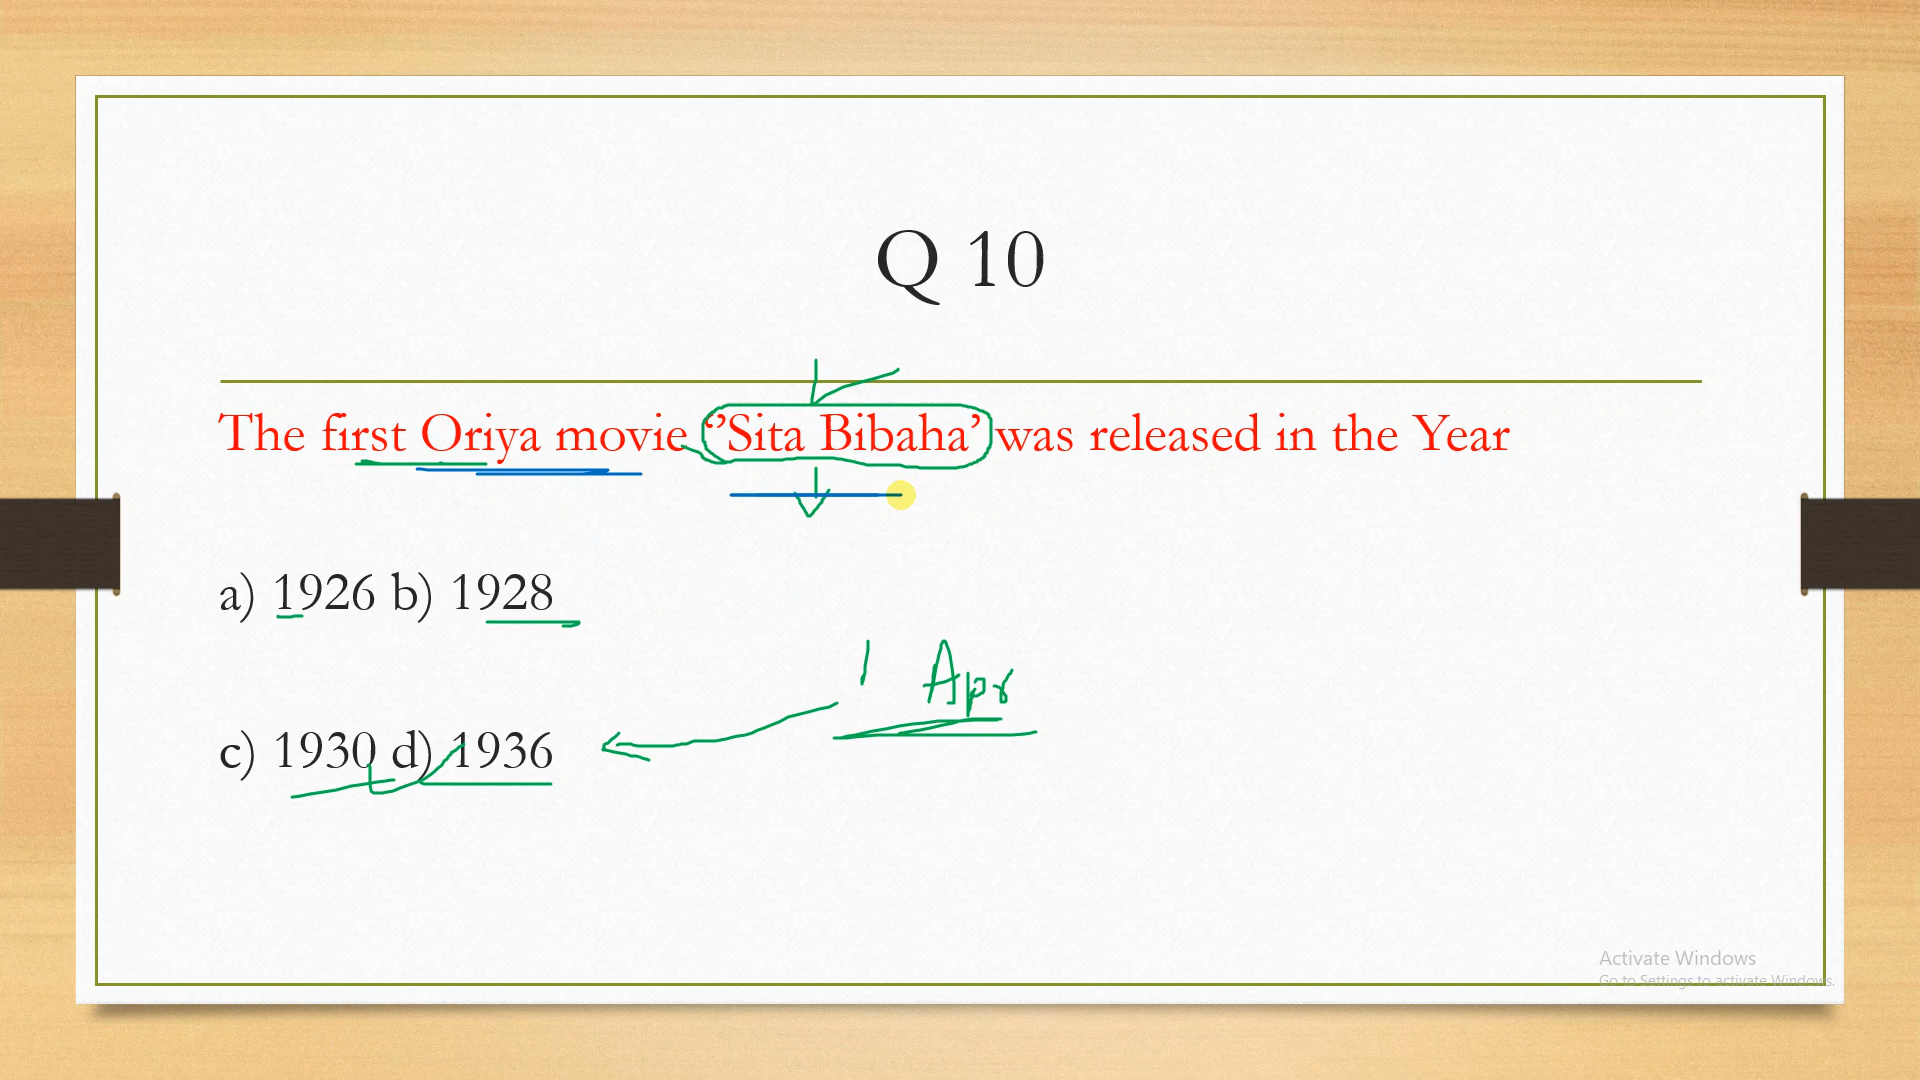 Q 10
The first Oriya movie ‘’Sita Bibaha’ was released in the Year
a) 1926 b) 1928
1 Apr
c) 1930 d) 1936
Activate Windows
Go to Settings to activate Windows.